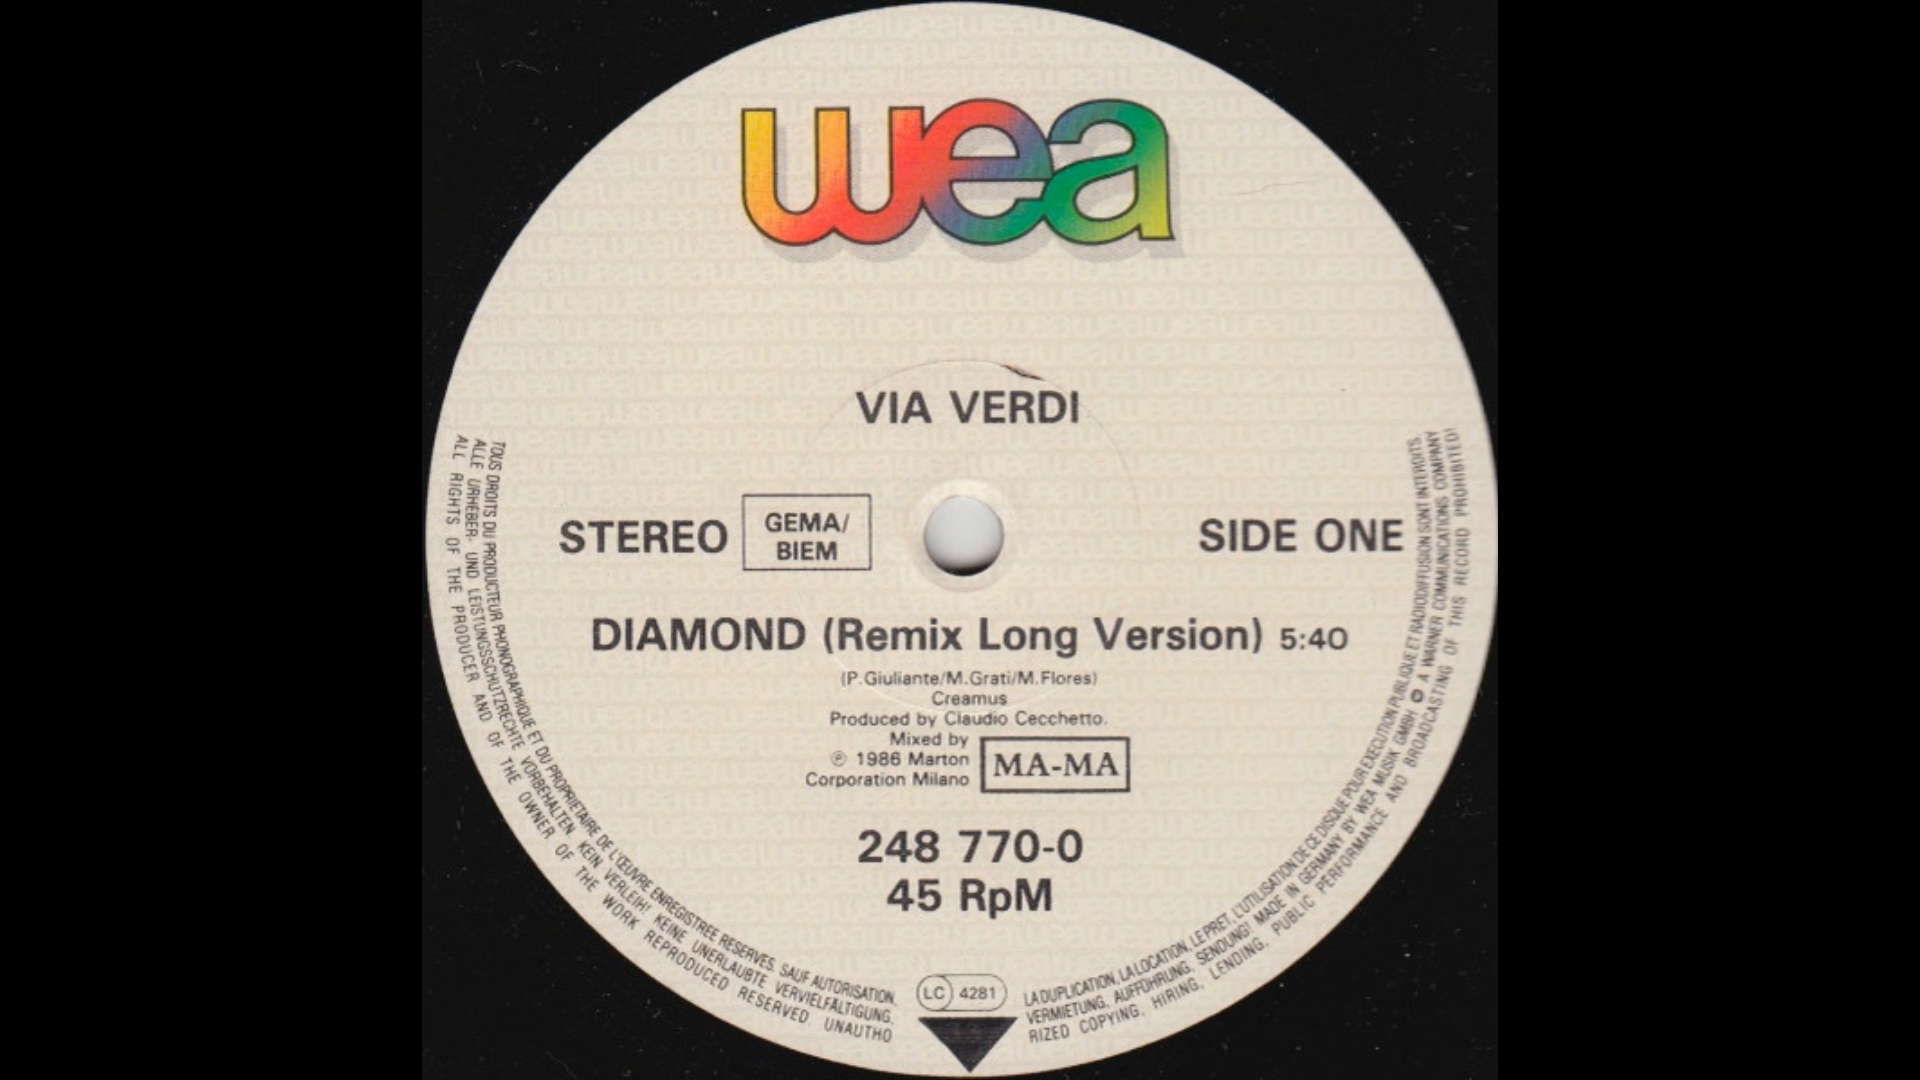 wea
VIA VERDI
STEREO
GEMA/
BIEM
SIDE ONE
DIAMOND (Remix Long Version) 5:40
(P.Giuliante/M.Grati/M.Flores)
Creamus
Produced by Claudio Cecchetto.
Mixed by
℗ 1986 Marton
Corporation Milano
MA-MA
248 770-0
45 RpM
LC 4281
TOUS DROITS DU PRODUCTEUR PHONOGRAPHIQUE ET DU PROPRIETAIRE DE L'ŒUVRE ENREGISTREE RESERVES. SAUF AUTORISATION,
LA DUPLICATION, LA LOCATION, LE PRET, L'UTILISATION DE CE DISQUE POUR EXECUTION PUBLIQUE ET RADIODIFFUSION SONT INTERDITS.
ALLE URHEBER- UND LEISTUNGSSCHUTZRECHTE VORBEHALTEN. KEIN VERLEIH! KEINE UNERLAUBTE VERVIELFÄLTIGUNG,
VERMIETUNG, AUFFÜHRUNG, SENDUNG! MADE IN GERMANY BY WEA MUSIK GMBH. A WARNER COMMUNICATIONS COMPANY
ALL RIGHTS OF THE PRODUCER AND OF THE OWNER OF THE WORK REPRODUCED RESERVED. UNAUTHO
RIZED COPYING, HIRING, LENDING, PUBLIC PERFORMANCE AND BROADCASTING OF THIS RECORD PROHIBITED!